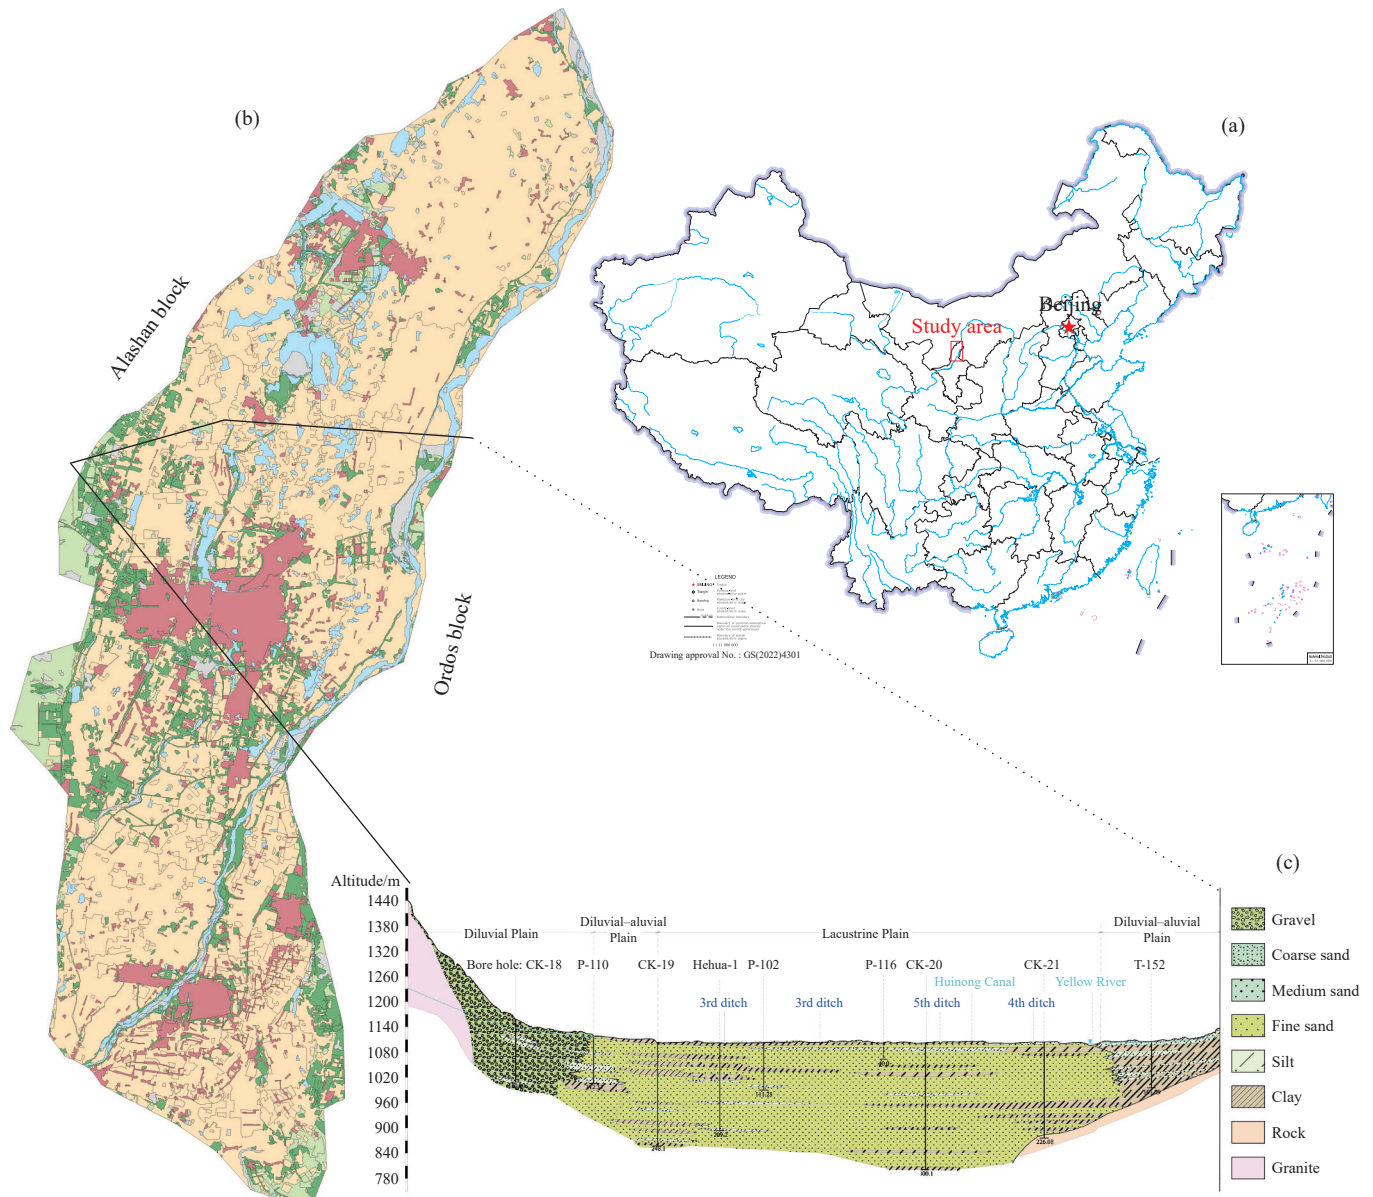 (b)
(a)
Alashan block
Beijing
Study area
Ordos block
LEGEND
Drawing approval No. : GS(2022)4301
(c)
Altitude/m
1440
1380
1320
1260
1200
1140
1080
1020
960
900
840
780
Diluvial Plain
Diluvial–aluvial
Plain
Lacustrine Plain
Diluvial–aluvial
Plain
Bore hole: CK-18
P-110
CK-19
Hehua-1
P-102
P-116
CK-20
CK-21
T-152
Huinong Canal
Yellow River
3rd ditch
3rd ditch
5th ditch
4th ditch
Gravel
Coarse sand
Medium sand
Fine sand
Silt
Clay
Rock
Granite